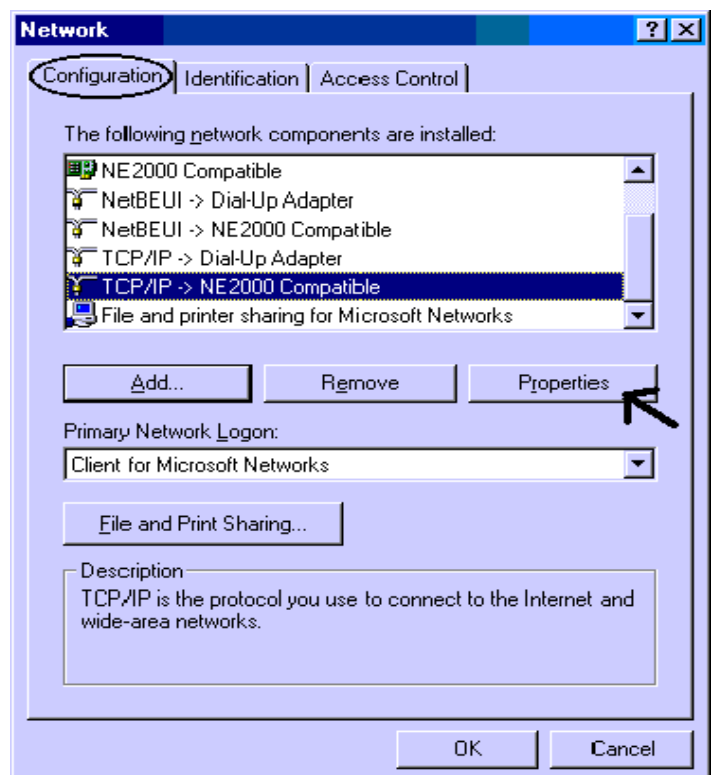 Network
Configuration Identification Access Control
The following network components are installed:
NE2000 Compatible
NetBEUI -> Dial-Up Adapter
NetBEUI -> NE2000 Compatible
TCP/IP -> Dial-Up Adapter
TCP/IP -> NE2000 Compatible
File and printer sharing for Microsoft Networks
Add... Remove Properties
Primary Network Logon:
Client for Microsoft Networks
File and Print Sharing...
Description
TCP/IP is the protocol you use to connect to the Internet and
wide-area networks.
OK Cancel